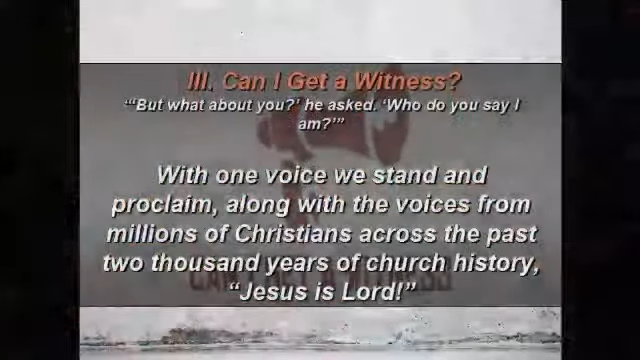 III. Can I Get a Witness?
“‘But what about you?’ he asked. ‘Who do you say I
am?’”
With one voice we stand and
proclaim, along with the voices from
millions of Christians across the past
two thousand years of church history,
“Jesus is Lord!”